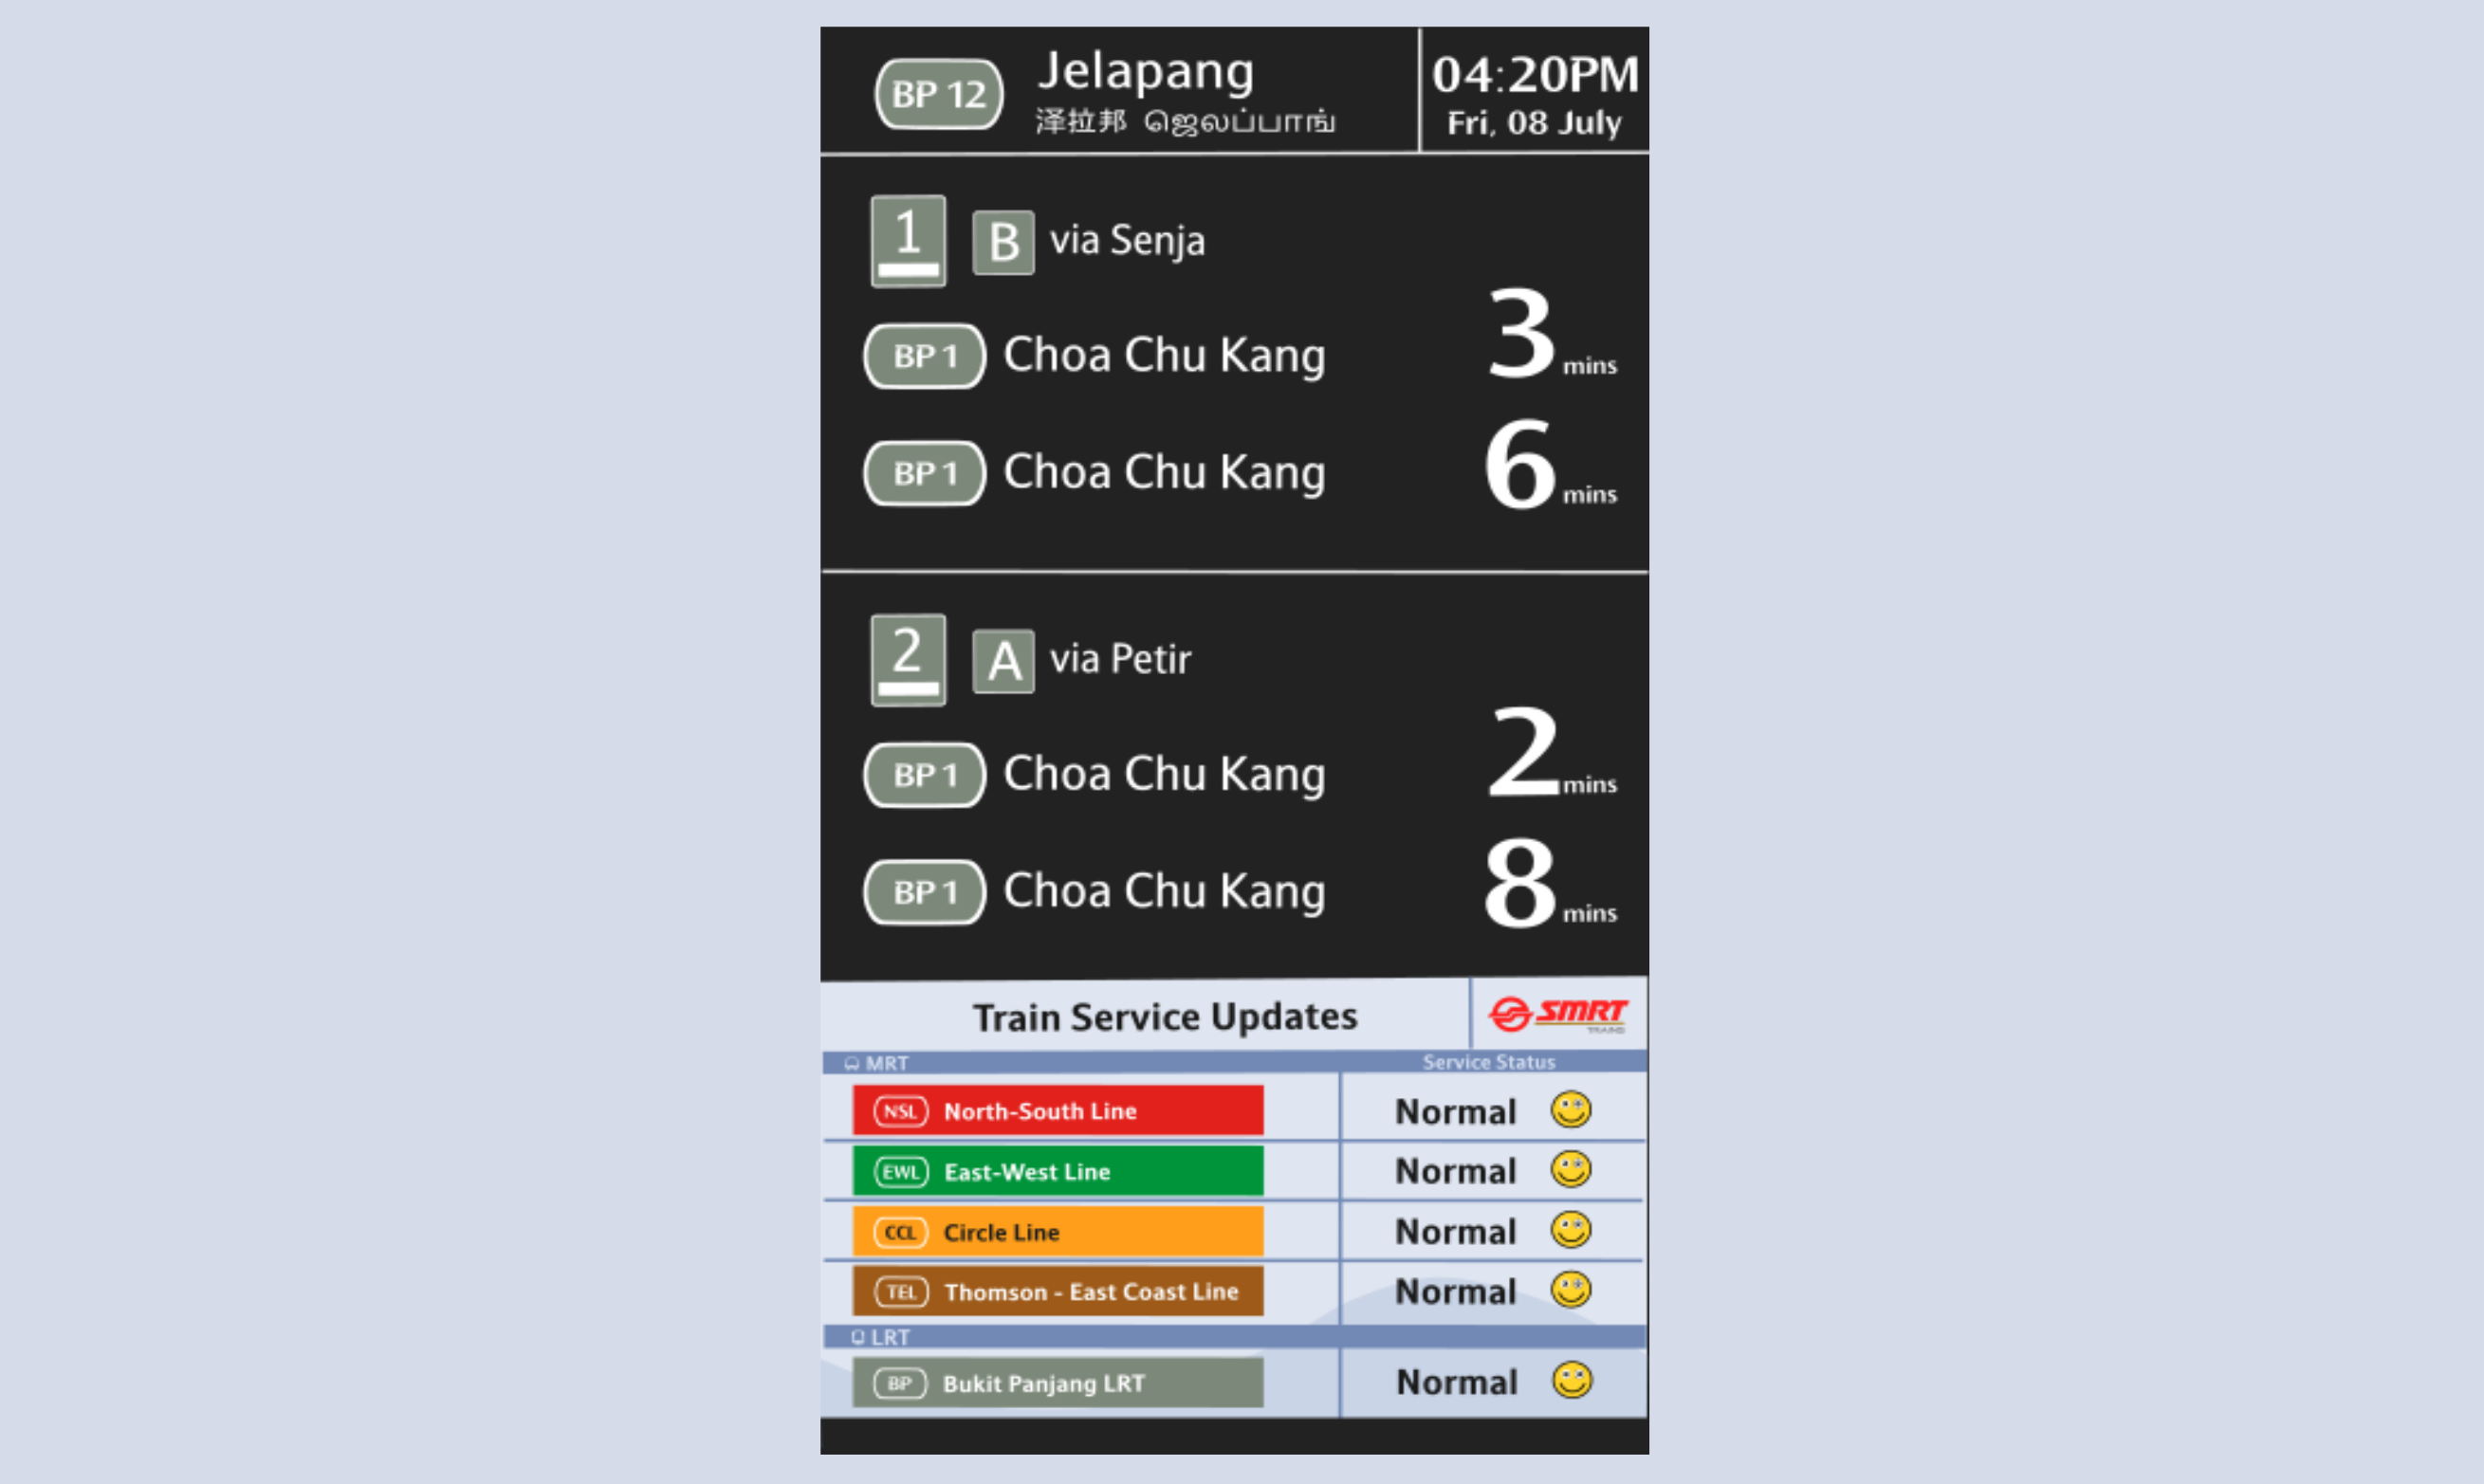 BP 12
Jelapang
泽拉邦 ஜெலப்பாங்
04:20PM
Fri, 08 July
1 B via Senja
BP 1 Choa Chu Kang 3 mins
BP 1 Choa Chu Kang 6 mins
2 A via Petir
BP 1 Choa Chu Kang 2 mins
BP 1 Choa Chu Kang 8 mins
Train Service Updates
SMRT
TRAINS
MRT Service Status
NSL North-South Line Normal
EWL East-West Line Normal
CCL Circle Line Normal
TEL Thomson - East Coast Line Normal
LRT
BP Bukit Panjang LRT Normal